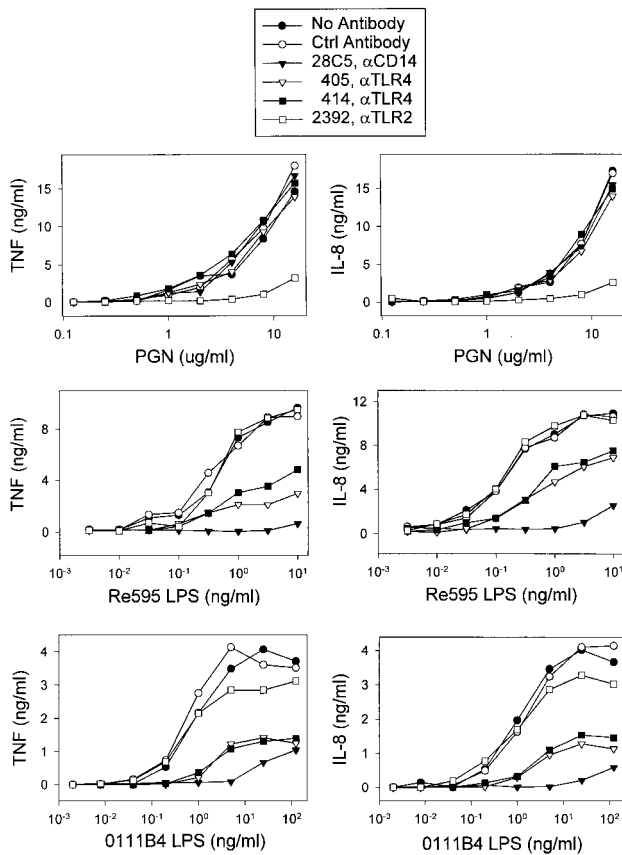 No Antibody
Ctrl Antibody
28C5, αCD14
405, αTLR4
414, αTLR4
2392, αTLR2
TNF (ng/ml)
15
10
5
0
0.1
1
10
PGN (ug/ml)
IL-8 (ng/ml)
15
10
5
0
0.1
1
10
PGN (ug/ml)
TNF (ng/ml)
8
4
0
10-3
10-2
10-1
100
101
Re595 LPS (ng/ml)
IL-8 (ng/ml)
12
8
4
0
10-3
10-2
10-1
100
101
Re595 LPS (ng/ml)
TNF (ng/ml)
4
3
2
1
0
10-3
10-2
10-1
100
101
102
0111B4 LPS (ng/ml)
IL-8 (ng/ml)
4
3
2
1
0
10-3
10-2
10-1
100
101
102
0111B4 LPS (ng/ml)